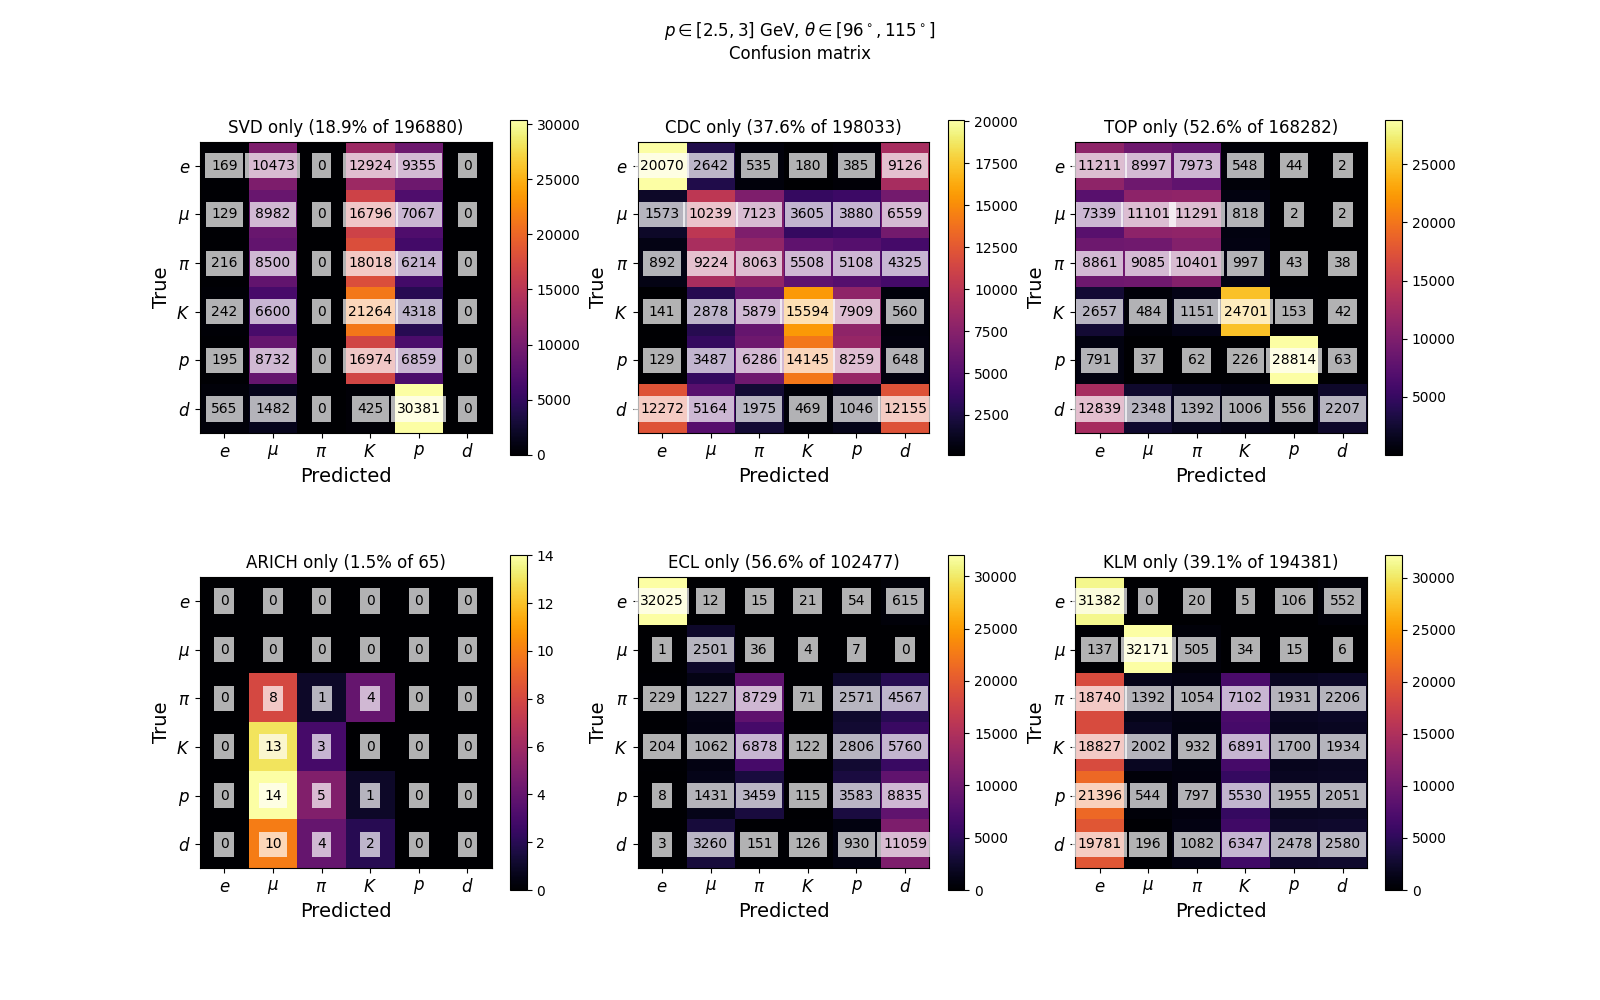 p ∈ [2.5, 3] GeV, θ ∈ [96°, 115°]
Confusion matrix
SVD only (18.9% of 196880)
True
e 169 10473 0 12924 9355 0
μ 129 8982 0 16796 7067 0
π 216 8500 0 18018 6214 0
K 242 6600 0 21264 4318 0
p 195 8732 0 16974 6859 0
d 565 1482 0 425 30381 0
e μ π K p d
Predicted
30000
25000
20000
15000
10000
5000
0
CDC only (37.6% of 198033)
True
e 20070 2642 535 180 385 9126
μ 1573 10239 7123 3605 3880 6559
π 892 9224 8063 5508 5108 4325
K 141 2878 5879 15594 7909 560
p 129 3487 6286 14145 8259 648
d 12272 5164 1975 469 1046 12155
e μ π K p d
Predicted
20000
17500
15000
12500
10000
7500
5000
2500
TOP only (52.6% of 168282)
True
e 11211 8997 7973 548 44 2
μ 7339 11101 11291 818 2 2
π 8861 9085 10401 997 43 38
K 2657 484 1151 24701 153 42
p 791 37 62 226 28814 63
d 12839 2348 1392 1006 556 2207
e μ π K p d
Predicted
25000
20000
15000
10000
5000
ARICH only (1.5% of 65)
True
e 0 0 0 0 0 0
μ 0 0 0 0 0 0
π 0 8 1 4 0 0
K 0 13 3 0 0 0
p 0 14 5 1 0 0
d 0 10 4 2 0 0
e μ π K p d
Predicted
14
12
10
8
6
4
2
0
ECL only (56.6% of 102477)
True
e 32025 12 15 21 54 615
μ 1 2501 36 4 7 0
π 229 1227 8729 71 2571 4567
K 204 1062 6878 122 2806 5760
p 8 1431 3459 115 3583 8835
d 3 3260 151 126 930 11059
e μ π K p d
Predicted
30000
25000
20000
15000
10000
5000
0
KLM only (39.1% of 194381)
True
e 31382 0 20 5 106 552
μ 137 32171 505 34 15 6
π 18740 1392 1054 7102 1931 2206
K 18827 2002 932 6891 1700 1934
p 21396 544 797 5530 1955 2051
d 19781 196 1082 6347 2478 2580
e μ π K p d
Predicted
30000
25000
20000
15000
10000
5000
0